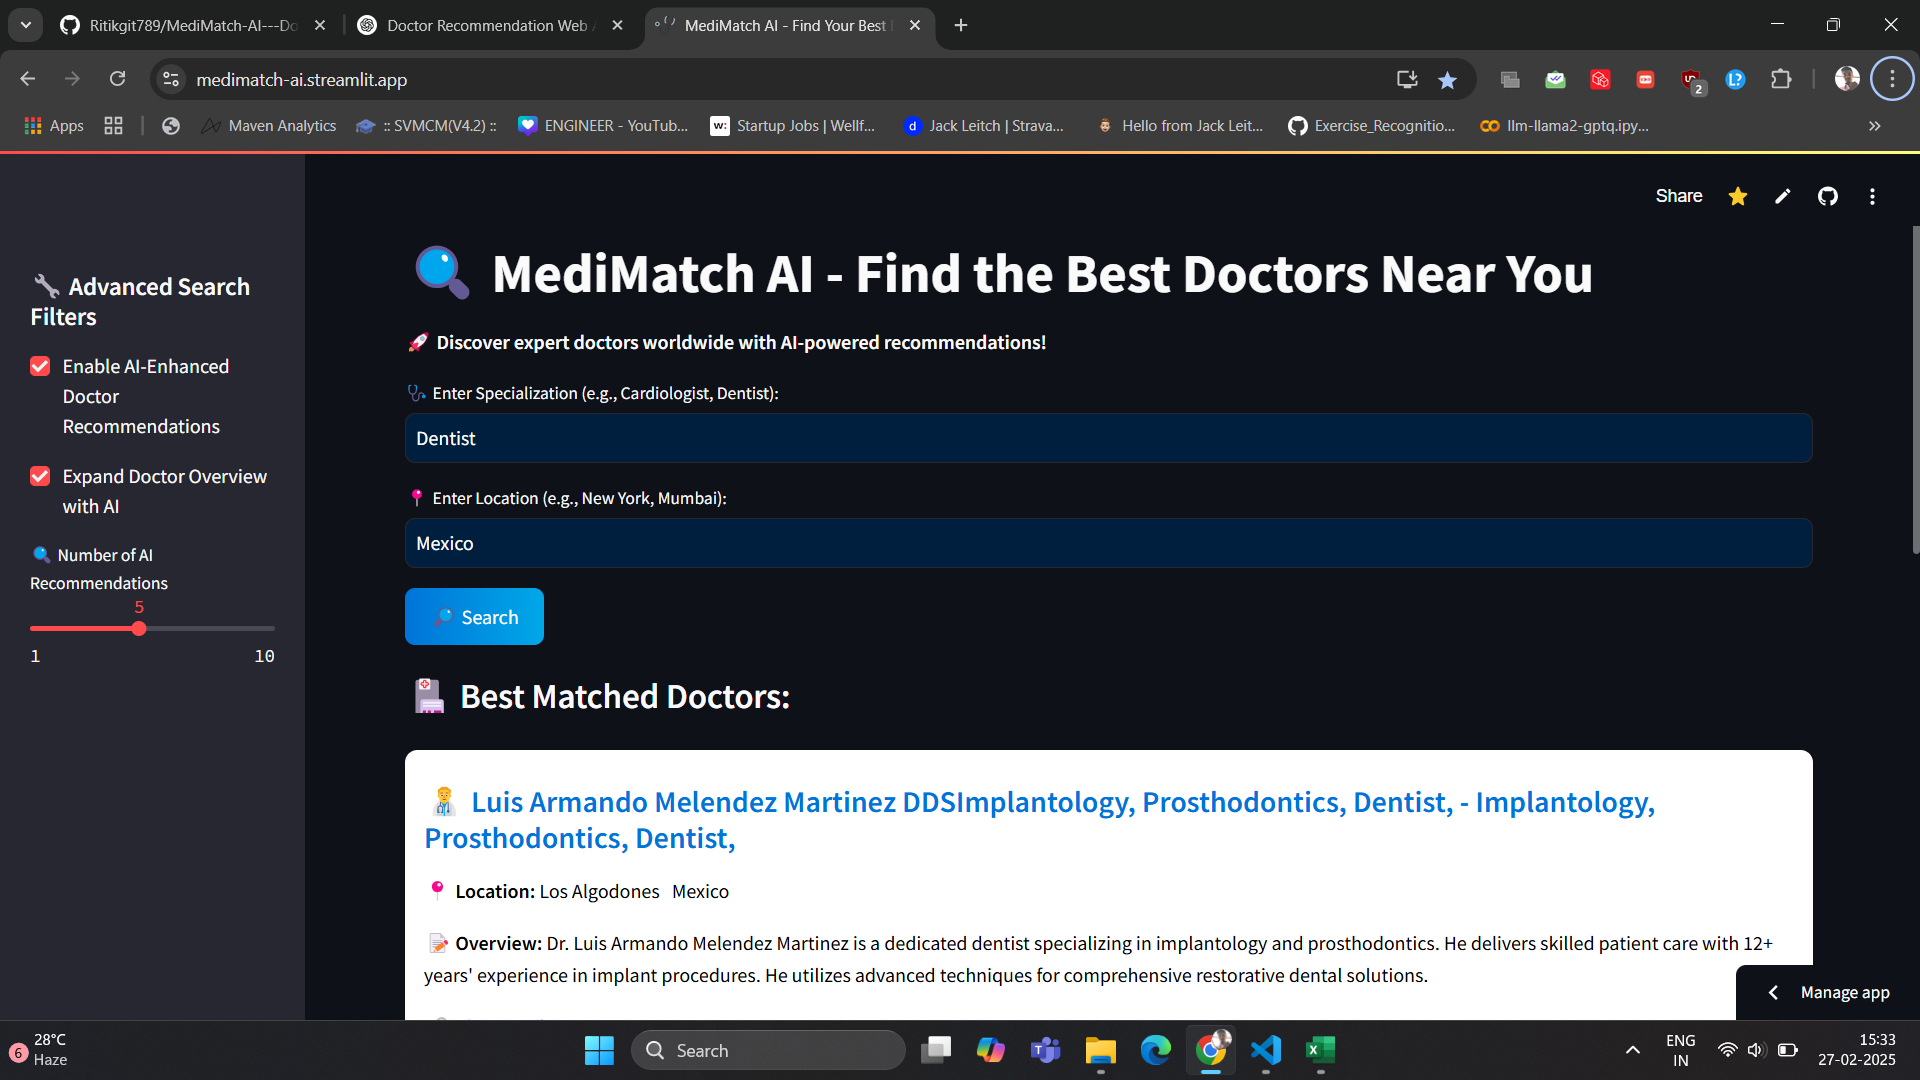 Ritikgit789/MediMatch-AI---Do
Doctor Recommendation Web A
MediMatch AI - Find Your Best
medimatch-ai.streamlit.app
2
Apps
Maven Analytics
:: SVMCM(V4.2) ::
ENGINEER - YouTub...
Startup Jobs | Wellf...
Jack Leitch | Strava...
Hello from Jack Leit...
Exercise_Recognitio...
llm-llama2-gptq.ipy...
Share
Advanced Search
Filters
Enable AI-Enhanced
Doctor
Recommendations
Expand Doctor Overview
with AI
Number of AI
Recommendations
5
1 10
MediMatch AI - Find the Best Doctors Near You
Discover expert doctors worldwide with AI-powered recommendations!
Enter Specialization (e.g., Cardiologist, Dentist):
Dentist
Enter Location (e.g., New York, Mumbai):
Mexico
Search
Best Matched Doctors:
Luis Armando Melendez Martinez DDSImplantology, Prosthodontics, Dentist, - Implantology,
Prosthodontics, Dentist,
Location: Los Algodones Mexico
Overview: Dr. Luis Armando Melendez Martinez is a dedicated dentist specializing in implantology and prosthodontics. He delivers skilled patient care with 12+
years' experience in implant procedures. He utilizes advanced techniques for comprehensive restorative dental solutions.
Manage app
6
28°C
Haze
Search
ENG
IN
15:33
27-02-2025